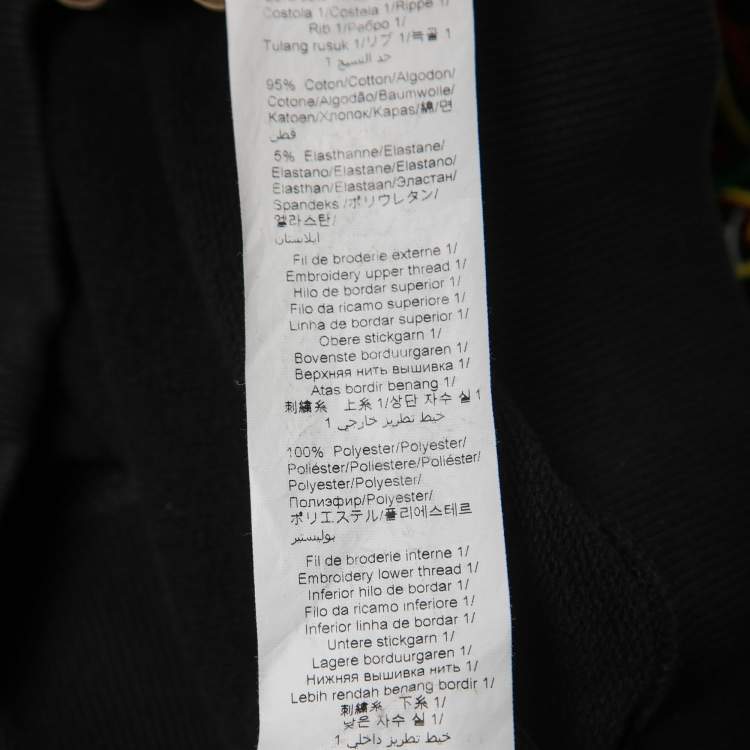 Costola 1/Costela 1/Rippe 1/
Rib 1/Ребро 1/
Tulang rusuk 1/リブ 1/늑골 1
حد النسيج 1
95% Coton/Cotton/Algodon/
Cotone/Algodão/Baumwolle/
Katoen/Хлопок/Kapas/綿/면
قطن
5% Elasthanne/Elastane/
Elastano/Elastane/Elastano/
Elasthan/Elastaan/Эластан/
Spandeks /ポリウレタン/
엘라스탄/
ايلاستان
Fil de broderie externe 1/
Embroidery upper thread 1/
Hilo de bordar superior 1/
Filo da ricamo superiore 1/
Linha de bordar superior 1/
Obere stickgarn 1/
Bovenste borduurgaren 1/
Верхняя нить вышивка 1/
Atas bordir benang 1/
刺繍糸 上糸 1/상단 자수 실 1
خيط تطريز خارجي 1
100% Polyester/Polyester/
Poliéster/Poliestere/Poliéster/
Polyester/Polyester/
Полиэфир/Polyester/
ポリエステル/폴리에스테르
بوليستير
Fil de broderie interne 1/
Embroidery lower thread 1/
Inferior hilo de bordar 1/
Filo da ricamo inferiore 1/
Inferior linha de bordar 1/
Untere stickgarn 1/
Lagere borduurgaren 1/
Нижняя вышивка нить 1/
Lebih rendah benang bordir 1/
刺繍糸 下糸 1/
낮은 자수 실 1/
خيط تطريز داخلي 1